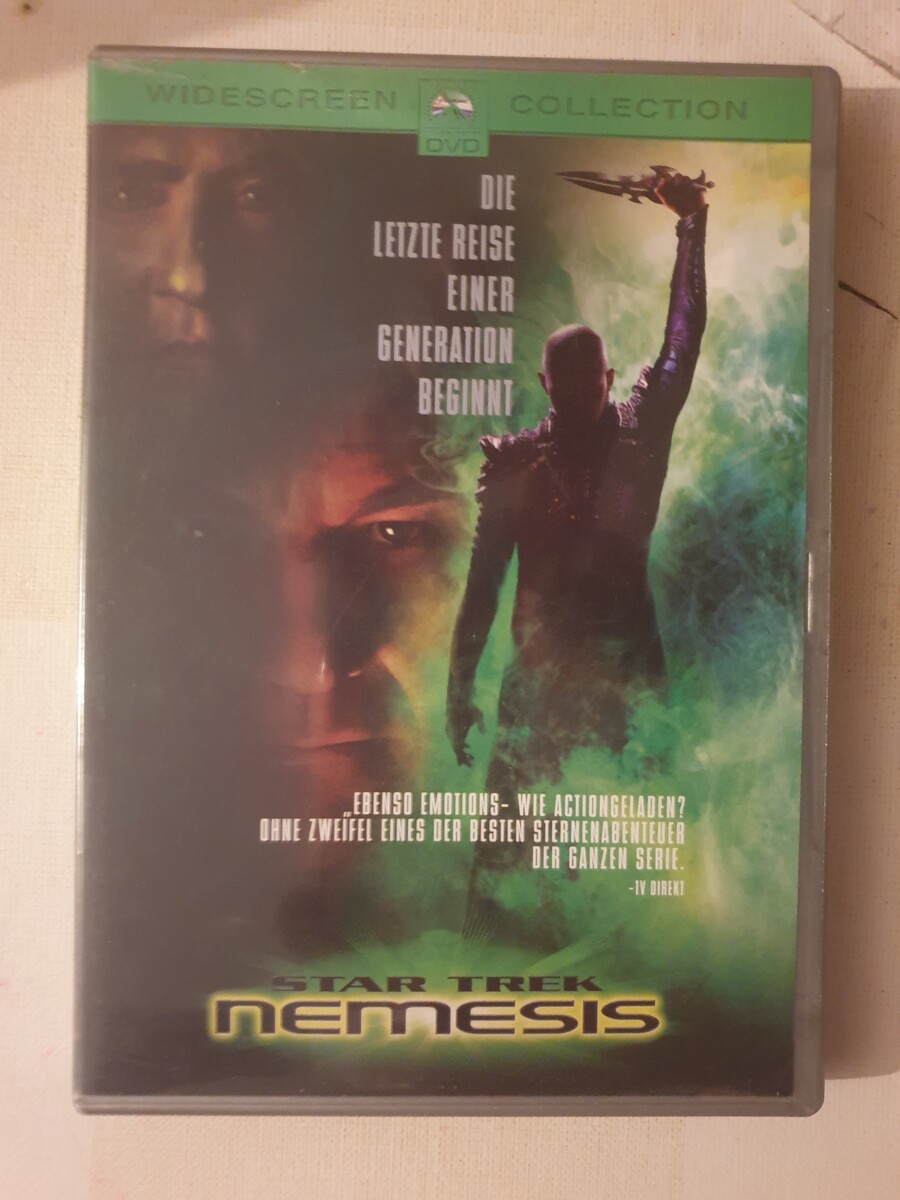 WIDESCREEN DVD COLLECTION
DIE
LETZTE REISE
EINER
GENERATION
BEGINNT
„EBENSO EMOTIONS- WIE ACTIONGELADEN?
OHNE ZWEIFEL EINES DER BESTEN STERNENABENTEUER
DER GANZEN SERIE.
-TV DIREKT
STAR TREK
NEMESIS